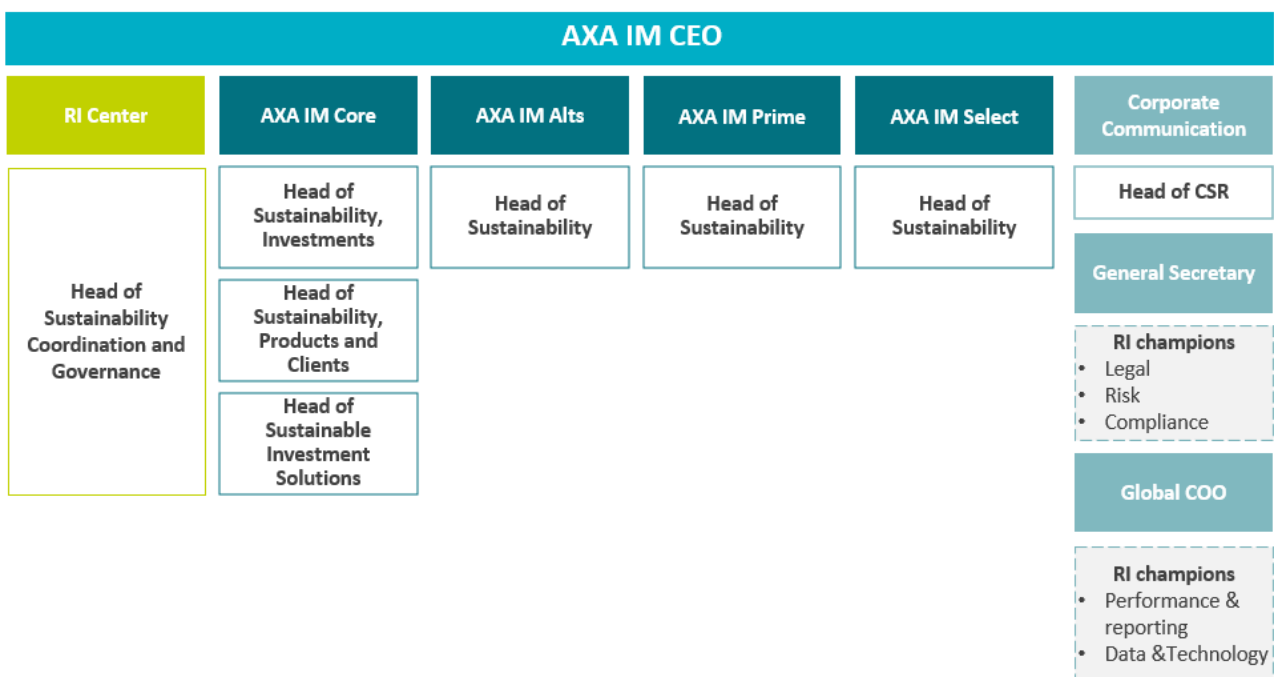 AXA IM CEO
RI Center
Head of
Sustainability
Coordination and
Governance
AXA IM Core
Head of
Sustainability,
Investments
Head of
Sustainability,
Products and
Clients
Head of
Sustainable
Investment
Solutions
AXA IM Alts
Head of
Sustainability
AXA IM Prime
Head of
Sustainability
AXA IM Select
Head of
Sustainability
Corporate
Communication
Head of CSR
General Secretary
RI champions
• Legal
• Risk
• Compliance
Global COO
RI champions
• Performance &
reporting
• Data &Technology